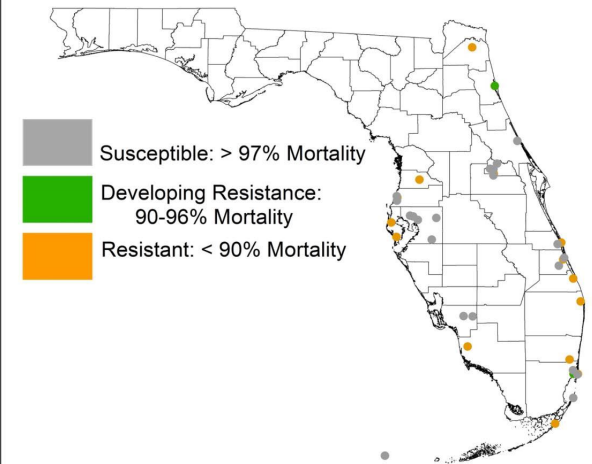 Susceptible: > 97% Mortality
Developing Resistance:
90-96% Mortality
Resistant: < 90% Mortality